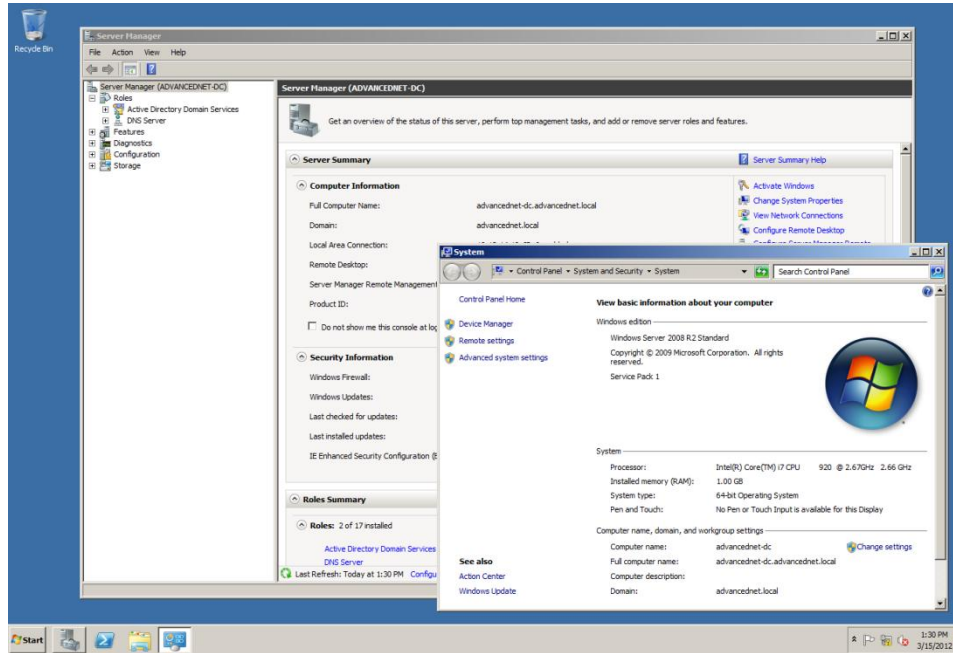 Recycle Bin
Server Manager
File Action View Help
Server Manager (ADVANCEDNET-DC)
Roles
Active Directory Domain Services
DNS Server
Features
Diagnostics
Configuration
Storage
Server Manager (ADVANCEDNET-DC)
Get an overview of the status of this server, perform top management tasks, and add or remove server roles and features.
Server Summary
Server Summary Help
Computer Information
Full Computer Name: advancednet-dc.advancednet.local
Domain: advancednet.local
Local Area Connection:
Remote Desktop:
Server Manager Remote Management
Product ID:
Do not show me this console at log
Activate Windows
Change System Properties
View Network Connections
Configure Remote Desktop
Configure Server Manager Remote
Security Information
Windows Firewall:
Windows Updates:
Last checked for updates:
Last installed updates:
IE Enhanced Security Configuration (E
Roles Summary
Roles: 2 of 17 installed
Active Directory Domain Services
DNS Server
Last Refresh: Today at 1:30 PM Configu
System
Control Panel System and Security System
Search Control Panel
Control Panel Home
Device Manager
Remote settings
Advanced system settings
See also
Action Center
Windows Update
View basic information about your computer
Windows edition
Windows Server 2008 R2 Standard
Copyright © 2009 Microsoft Corporation. All rights
reserved.
Service Pack 1
System
Processor: Intel(R) Core(TM) i7 CPU 920 @ 2.67GHz 2.66 GHz
Installed memory (RAM): 1.00 GB
System type: 64-bit Operating System
Pen and Touch: No Pen or Touch Input is available for this Display
Computer name, domain, and workgroup settings
Computer name: advancednet-dc
Change settings
Full computer name: advancednet-dc.advancednet.local
Computer description:
Domain: advancednet.local
Start
1:30 PM
3/15/2012